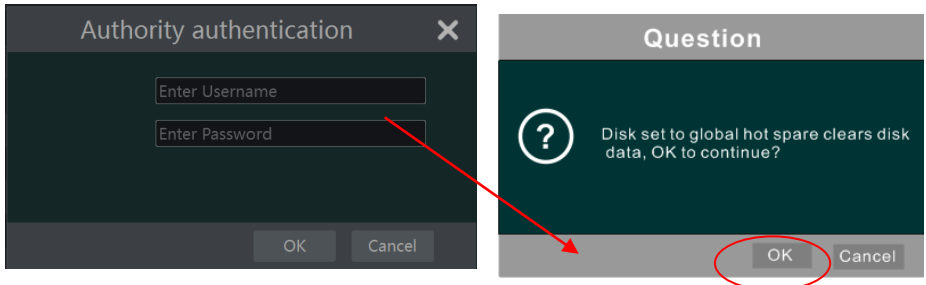 Authority authentication
Enter Username
Enter Password
OK Cancel
Question
?
Disk set to global hot spare clears disk
data, OK to continue?
OK Cancel